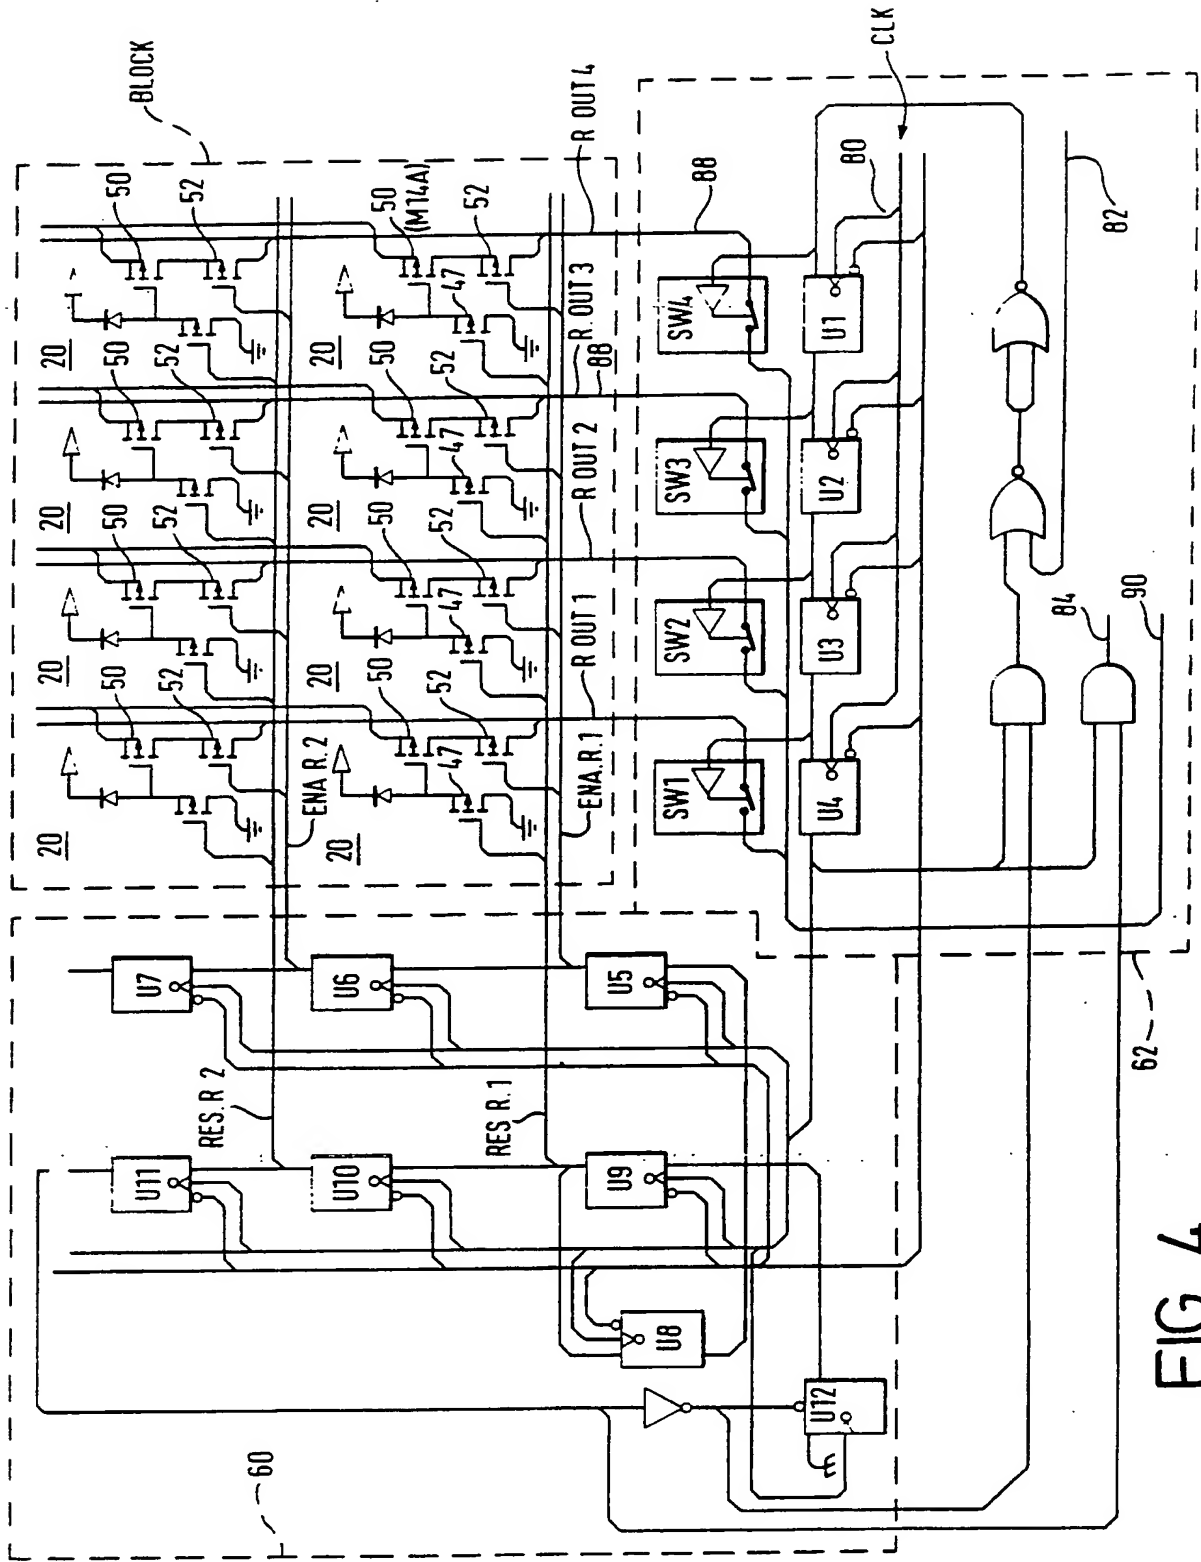 60
20
20
20
20
50
50
50
50
52
52
52
52
BLOCK
U11
U7
RES. R 2
ENA. R. 2
U10
U6
20
20
20
20
50
50
50
50
(M14A)
47
47
47
47
52
52
52
52
RES R. 1
ENA. R. 1
R OUT 1
R OUT 2
R OUT 3
R OUT 4
U9
U5
U8
88
88
SW1
SW2
SW3
SW4
U12
U4
U3
U2
U1
80
CLK
84
82
90
62
FIG 4